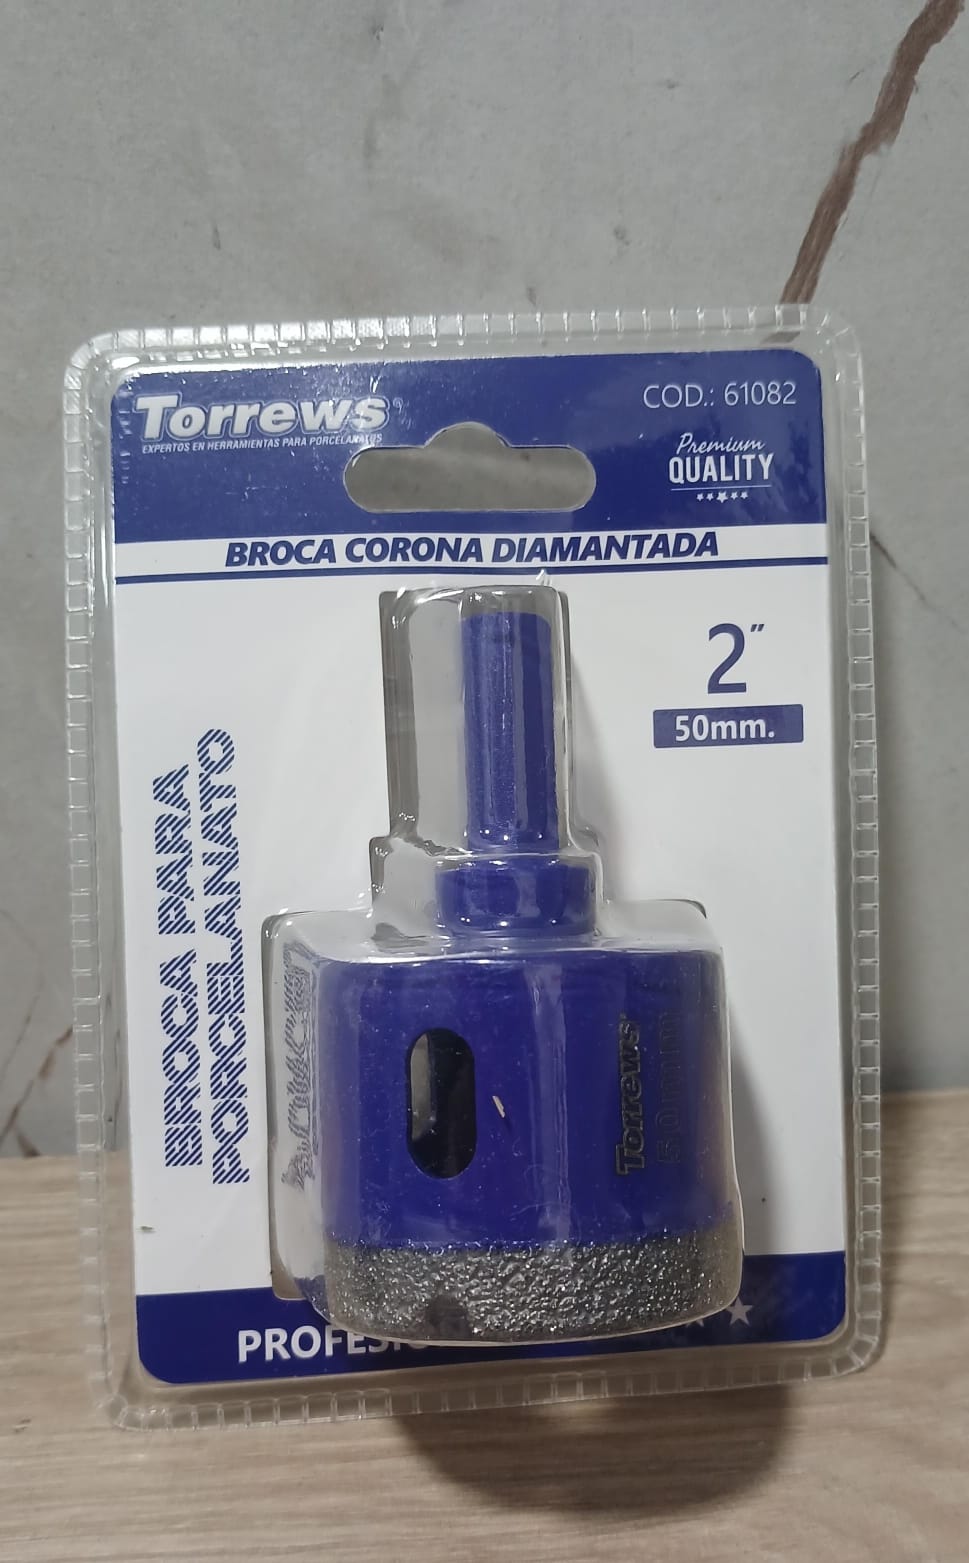 Torrews
EXPERTOS EN HERRAMIENTAS PARA PORCELANATOS
COD.: 61082
Premium
QUALITY
BROCA CORONA DIAMANTADA
2"
50mm.
BROCA PARA
PORCELANATO
Torrews
50mm